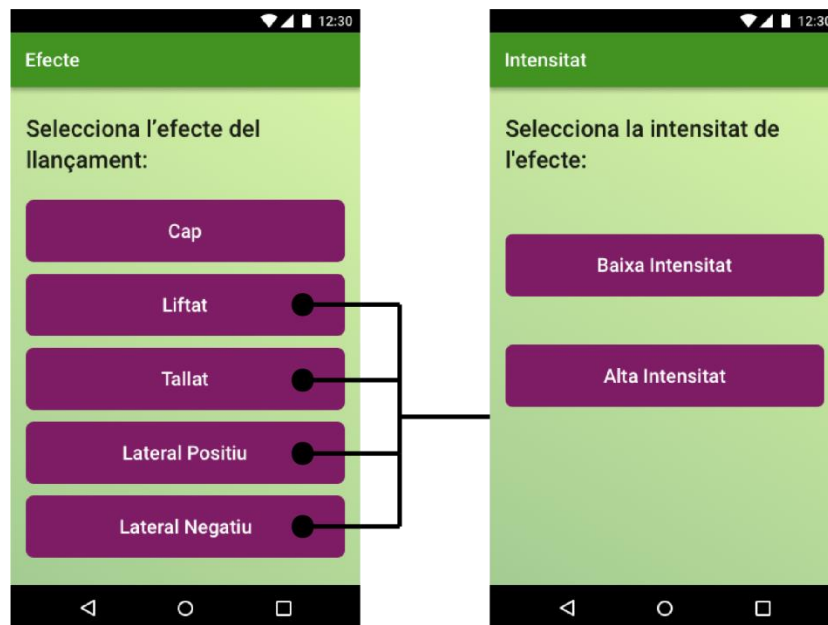 12:30
Efecte
Selecciona l'efecte del
llançament:
Cap
Liftat
Tallat
Lateral Positiu
Lateral Negatiu
12:30
Intensitat
Selecciona la intensitat de
l'efecte:
Baixa Intensitat
Alta Intensitat